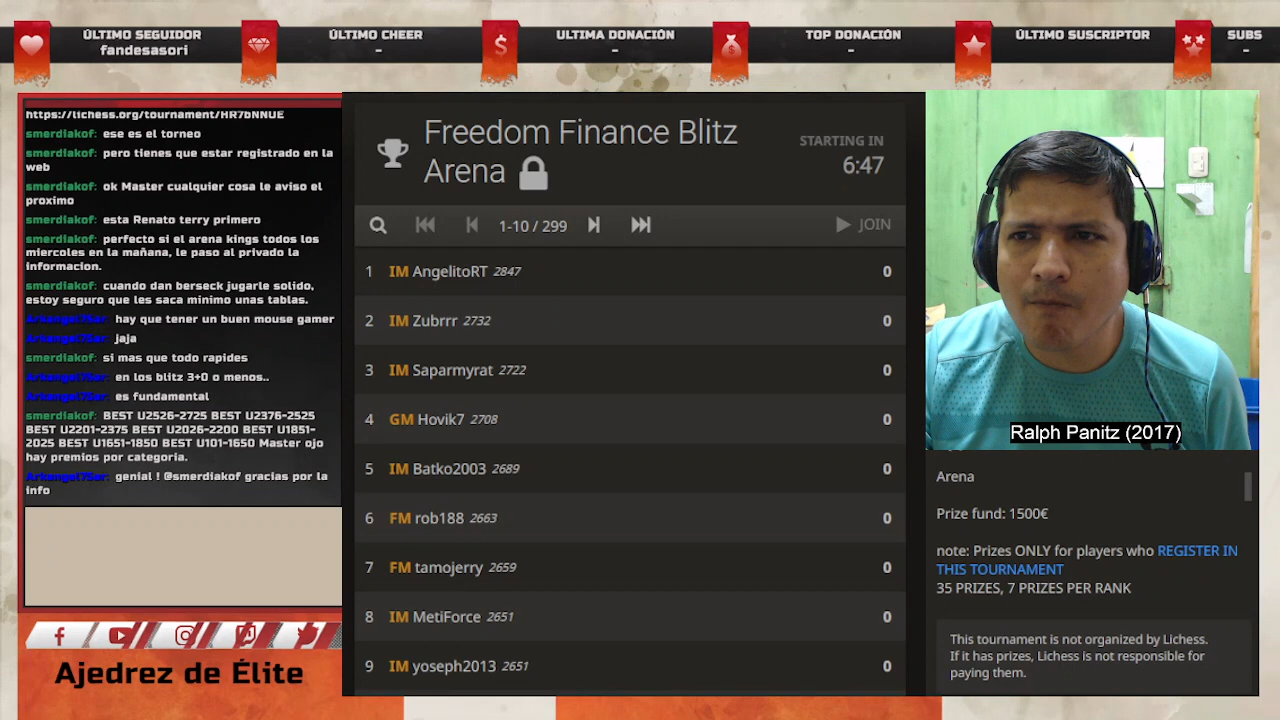 ÚLTIMO SEGUIDOR
fandesasori
ÚLTIMO CHEER
-
ULTIMA DONACIÓN
-
TOP DONACIÓN
-
ÚLTIMO SUSCRIPTOR
SUBS
-
https://lichess.org/tournament/HR7bNNUE
smerdiakof: ese es el torneo
smerdiakof: pero tienes que estar registrado en la
web
smerdiakof: ok Master cualquier cosa le aviso el
proximo
smerdiakof: esta Renato terry primero
smerdiakof: perfecto si el arena kings todos los
miercoles en la mañana, le paso al privado la
informacion.
smerdiakof: cuando dan berseck jugarle solido,
estoy seguro que les saca minimo unas tablas.
hay que tener un buen mouse gamer
jaja
smerdiakof: si mas que todo rapides
en los blitz 3+0 o menos..
es fundamental
smerdiakof: BEST U2526-2725 BEST U2376-2525
BEST U2201-2375 BEST U2026-2200 BEST U1851-
2025 BEST U1651-1850 BEST U101-1650 Master ojo
hay premios por categoria.
genial ! @smerdiakof gracias por la
info
Ajedrez de Élite
Freedom Finance Blitz
Arena
STARTING IN
6:47
1-10 / 299
JOIN
1 IM AngelitoRT 2847 0
2 IM Zubrrr 2732 0
3 IM Saparmyrat 2722 0
4 GM Hovik7 2708 0
5 IM Batko2003 2689 0
6 FM rob188 2663 0
7 FM tamojerry 2659 0
8 IM MetiForce 2651 0
9 IM yoseph2013 2651 0
Ralph Panitz (2017)
Arena
Prize fund: 1500€
note: Prizes ONLY for players who REGISTER IN
THIS TOURNAMENT
35 PRIZES, 7 PRIZES PER RANK
This tournament is not organized by Lichess.
If it has prizes, Lichess is not responsible for
paying them.